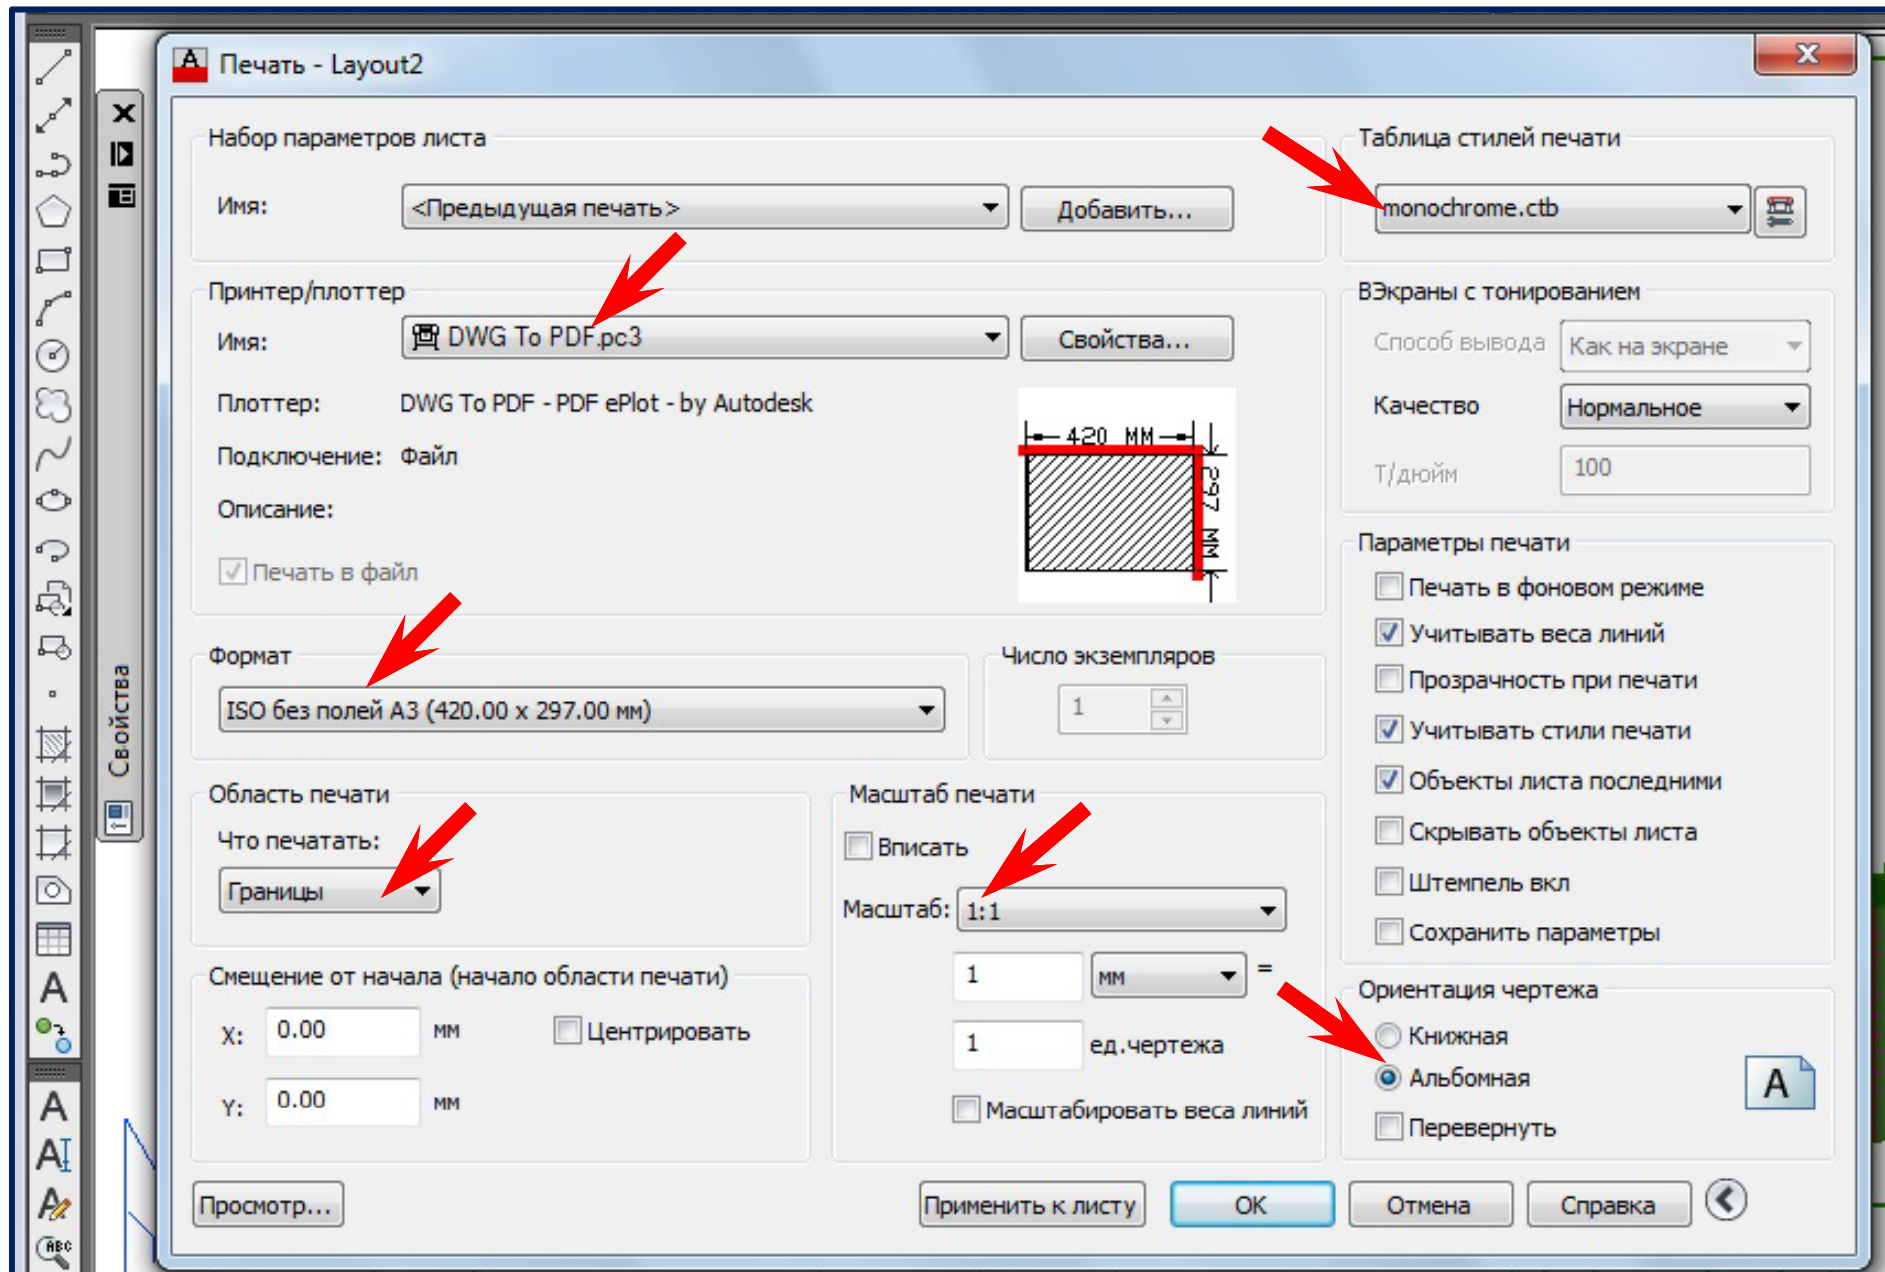 Печать - Layout2
Набор параметров листа
Имя:
<Предыдущая печать>
Добавить...
Таблица стилей печати
monochrome.ctb
Принтер/плоттер
Имя:
DWG To PDF.pc3
Свойства...
Плоттер:
DWG To PDF - PDF ePlot - by Autodesk
Подключение:
Файл
Описание:
Печать в файл
420 MM
297 MM
ВЭкраны с тонированием
Способ вывода
Как на экране
Качество
Нормальное
Т/дюйм
100
Формат
ISO без полей A3 (420.00 x 297.00 мм)
Число экземпляров
1
Параметры печати
Печать в фоновом режиме
Учитывать веса линий
Прозрачность при печати
Учитывать стили печати
Объекты листа последними
Скрывать объекты листа
Штемпель вкл
Сохранить параметры
Область печати
Что печатать:
Границы
Масштаб печати
Вписать
Масштаб:
1:1
1
мм
=
1
ед.чертежа
Масштабировать веса линий
Смещение от начала (начало области печати)
X:
0.00
мм
Центрировать
Y:
0.00
мм
Ориентация чертежа
Книжная
Альбомная
Перевернуть
A
Просмотр...
Применить к листу
OK
Отмена
Справка
Свойства
A
A
A
A
ABC